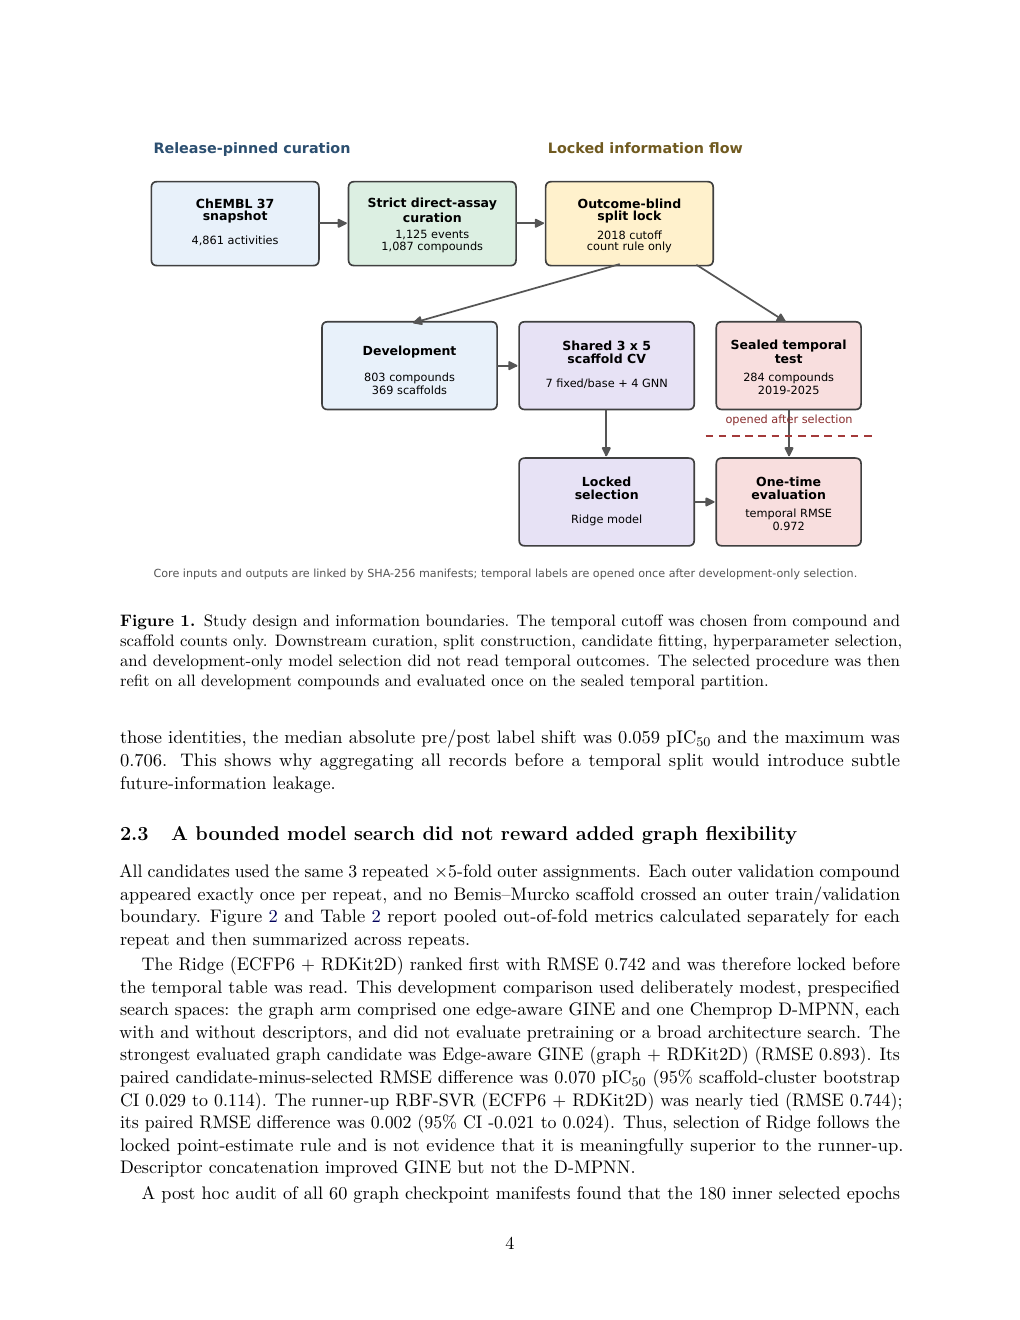 Release-pinned curation
Locked information flow
ChEMBL 37
snapshot
4,861 activities
Strict direct-assay
curation
1,125 events
1,087 compounds
Outcome-blind
split lock
2018 cutoff
count rule only
Development
803 compounds
369 scaffolds
Shared 3 x 5
scaffold CV
7 fixed/base + 4 GNN
Sealed temporal
test
284 compounds
2019-2025
opened after selection
Locked
selection
Ridge model
One-time
evaluation
temporal RMSE
0.972
Core inputs and outputs are linked by SHA-256 manifests; temporal labels are opened once after development-only selection.
Figure 1. Study design and information boundaries. The temporal cutoff was chosen from compound and
scaffold counts only. Downstream curation, split construction, candidate fitting, hyperparameter selection,
and development-only model selection did not read temporal outcomes. The selected procedure was then
refit on all development compounds and evaluated once on the sealed temporal partition.
those identities, the median absolute pre/post label shift was 0.059 pIC50 and the maximum was
0.706. This shows why aggregating all records before a temporal split would introduce subtle
future-information leakage.
2.3 A bounded model search did not reward added graph flexibility
All candidates used the same 3 repeated ×5-fold outer assignments. Each outer validation compound
appeared exactly once per repeat, and no Bemis–Murcko scaffold crossed an outer train/validation
boundary. Figure 2 and Table 2 report pooled out-of-fold metrics calculated separately for each
repeat and then summarized across repeats.
The Ridge (ECFP6 + RDKit2D) ranked first with RMSE 0.742 and was therefore locked before
the temporal table was read. This development comparison used deliberately modest, prespecified
search spaces: the graph arm comprised one edge-aware GINE and one Chemprop D-MPNN, each
with and without descriptors, and did not evaluate pretraining or a broad architecture search. The
strongest evaluated graph candidate was Edge-aware GINE (graph + RDKit2D) (RMSE 0.893). Its
paired candidate-minus-selected RMSE difference was 0.070 pIC50 (95% scaffold-cluster bootstrap
CI 0.029 to 0.114). The runner-up RBF-SVR (ECFP6 + RDKit2D) was nearly tied (RMSE 0.744);
its paired RMSE difference was 0.002 (95% CI -0.021 to 0.024). Thus, selection of Ridge follows the
locked point-estimate rule and is not evidence that it is meaningfully superior to the runner-up.
Descriptor concatenation improved GINE but not the D-MPNN.
A post hoc audit of all 60 graph checkpoint manifests found that the 180 inner selected epochs
4